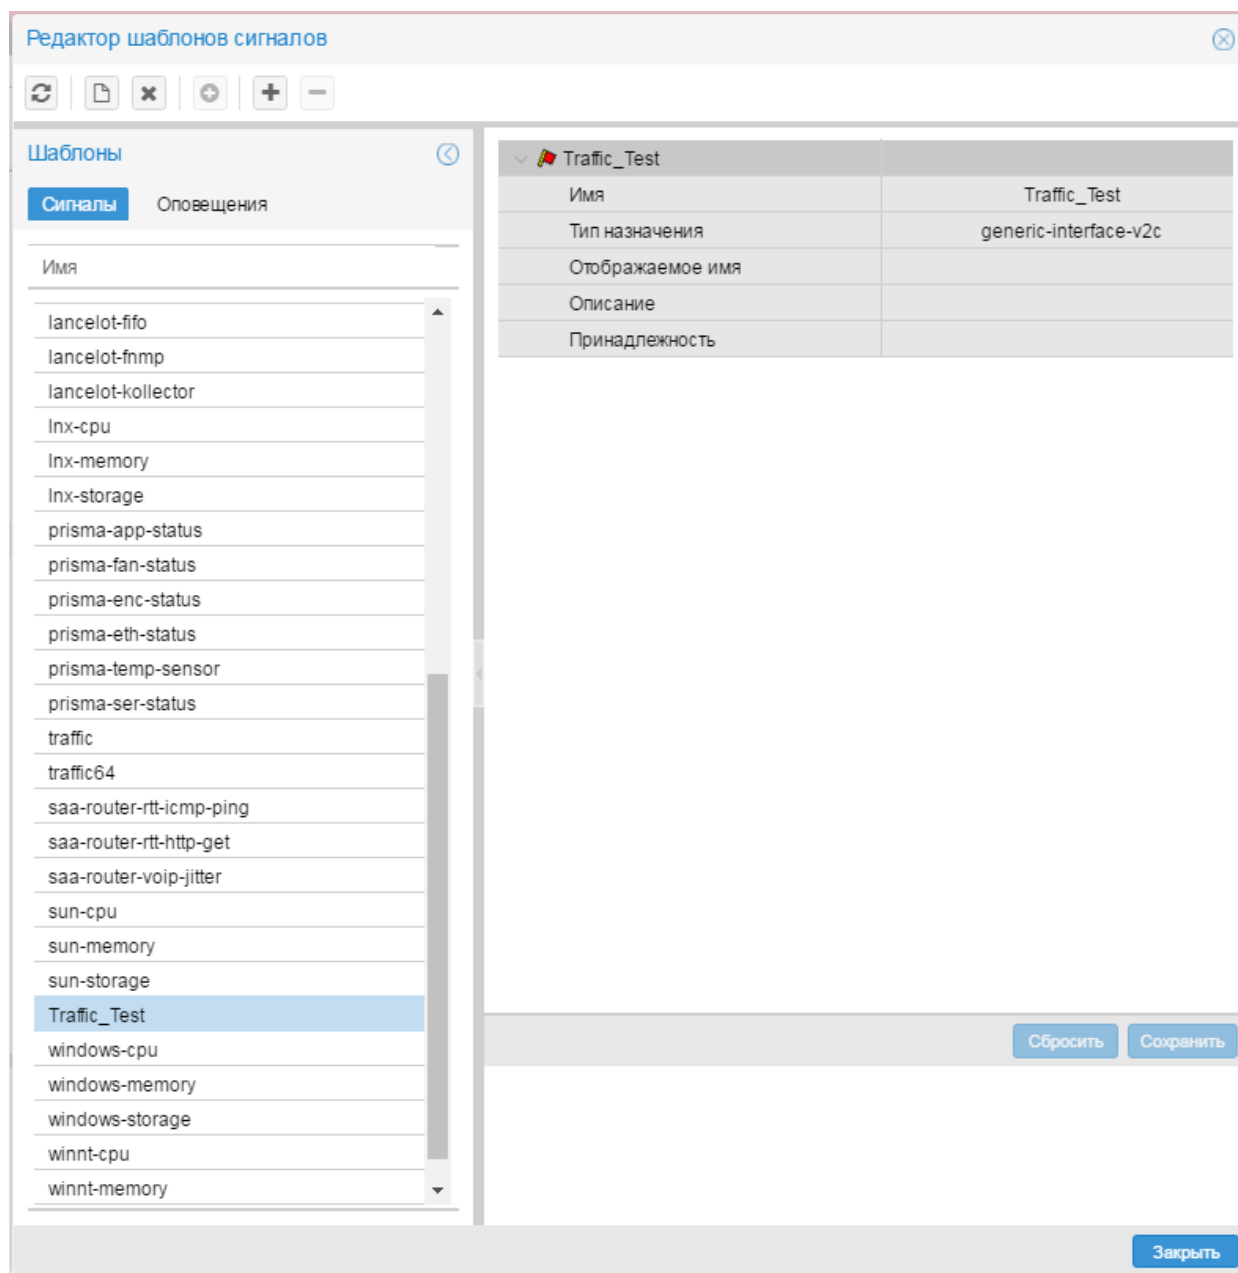 Редактор шаблонов сигналов
Шаблоны
Сигналы Оповещения
Имя
lancelot-fifo
lancelot-fnmp
lancelot-kollector
lnx-cpu
lnx-memory
lnx-storage
prisma-app-status
prisma-fan-status
prisma-enc-status
prisma-eth-status
prisma-temp-sensor
prisma-ser-status
traffic
traffic64
saa-router-rtt-icmp-ping
saa-router-rtt-http-get
saa-router-voip-jitter
sun-cpu
sun-memory
sun-storage
Traffic_Test
windows-cpu
windows-memory
windows-storage
winnt-cpu
winnt-memory
Traffic_Test
Имя Traffic_Test
Тип назначения generic-interface-v2c
Отображаемое имя
Описание
Принадлежность
Сбросить Сохранить
Закрыть